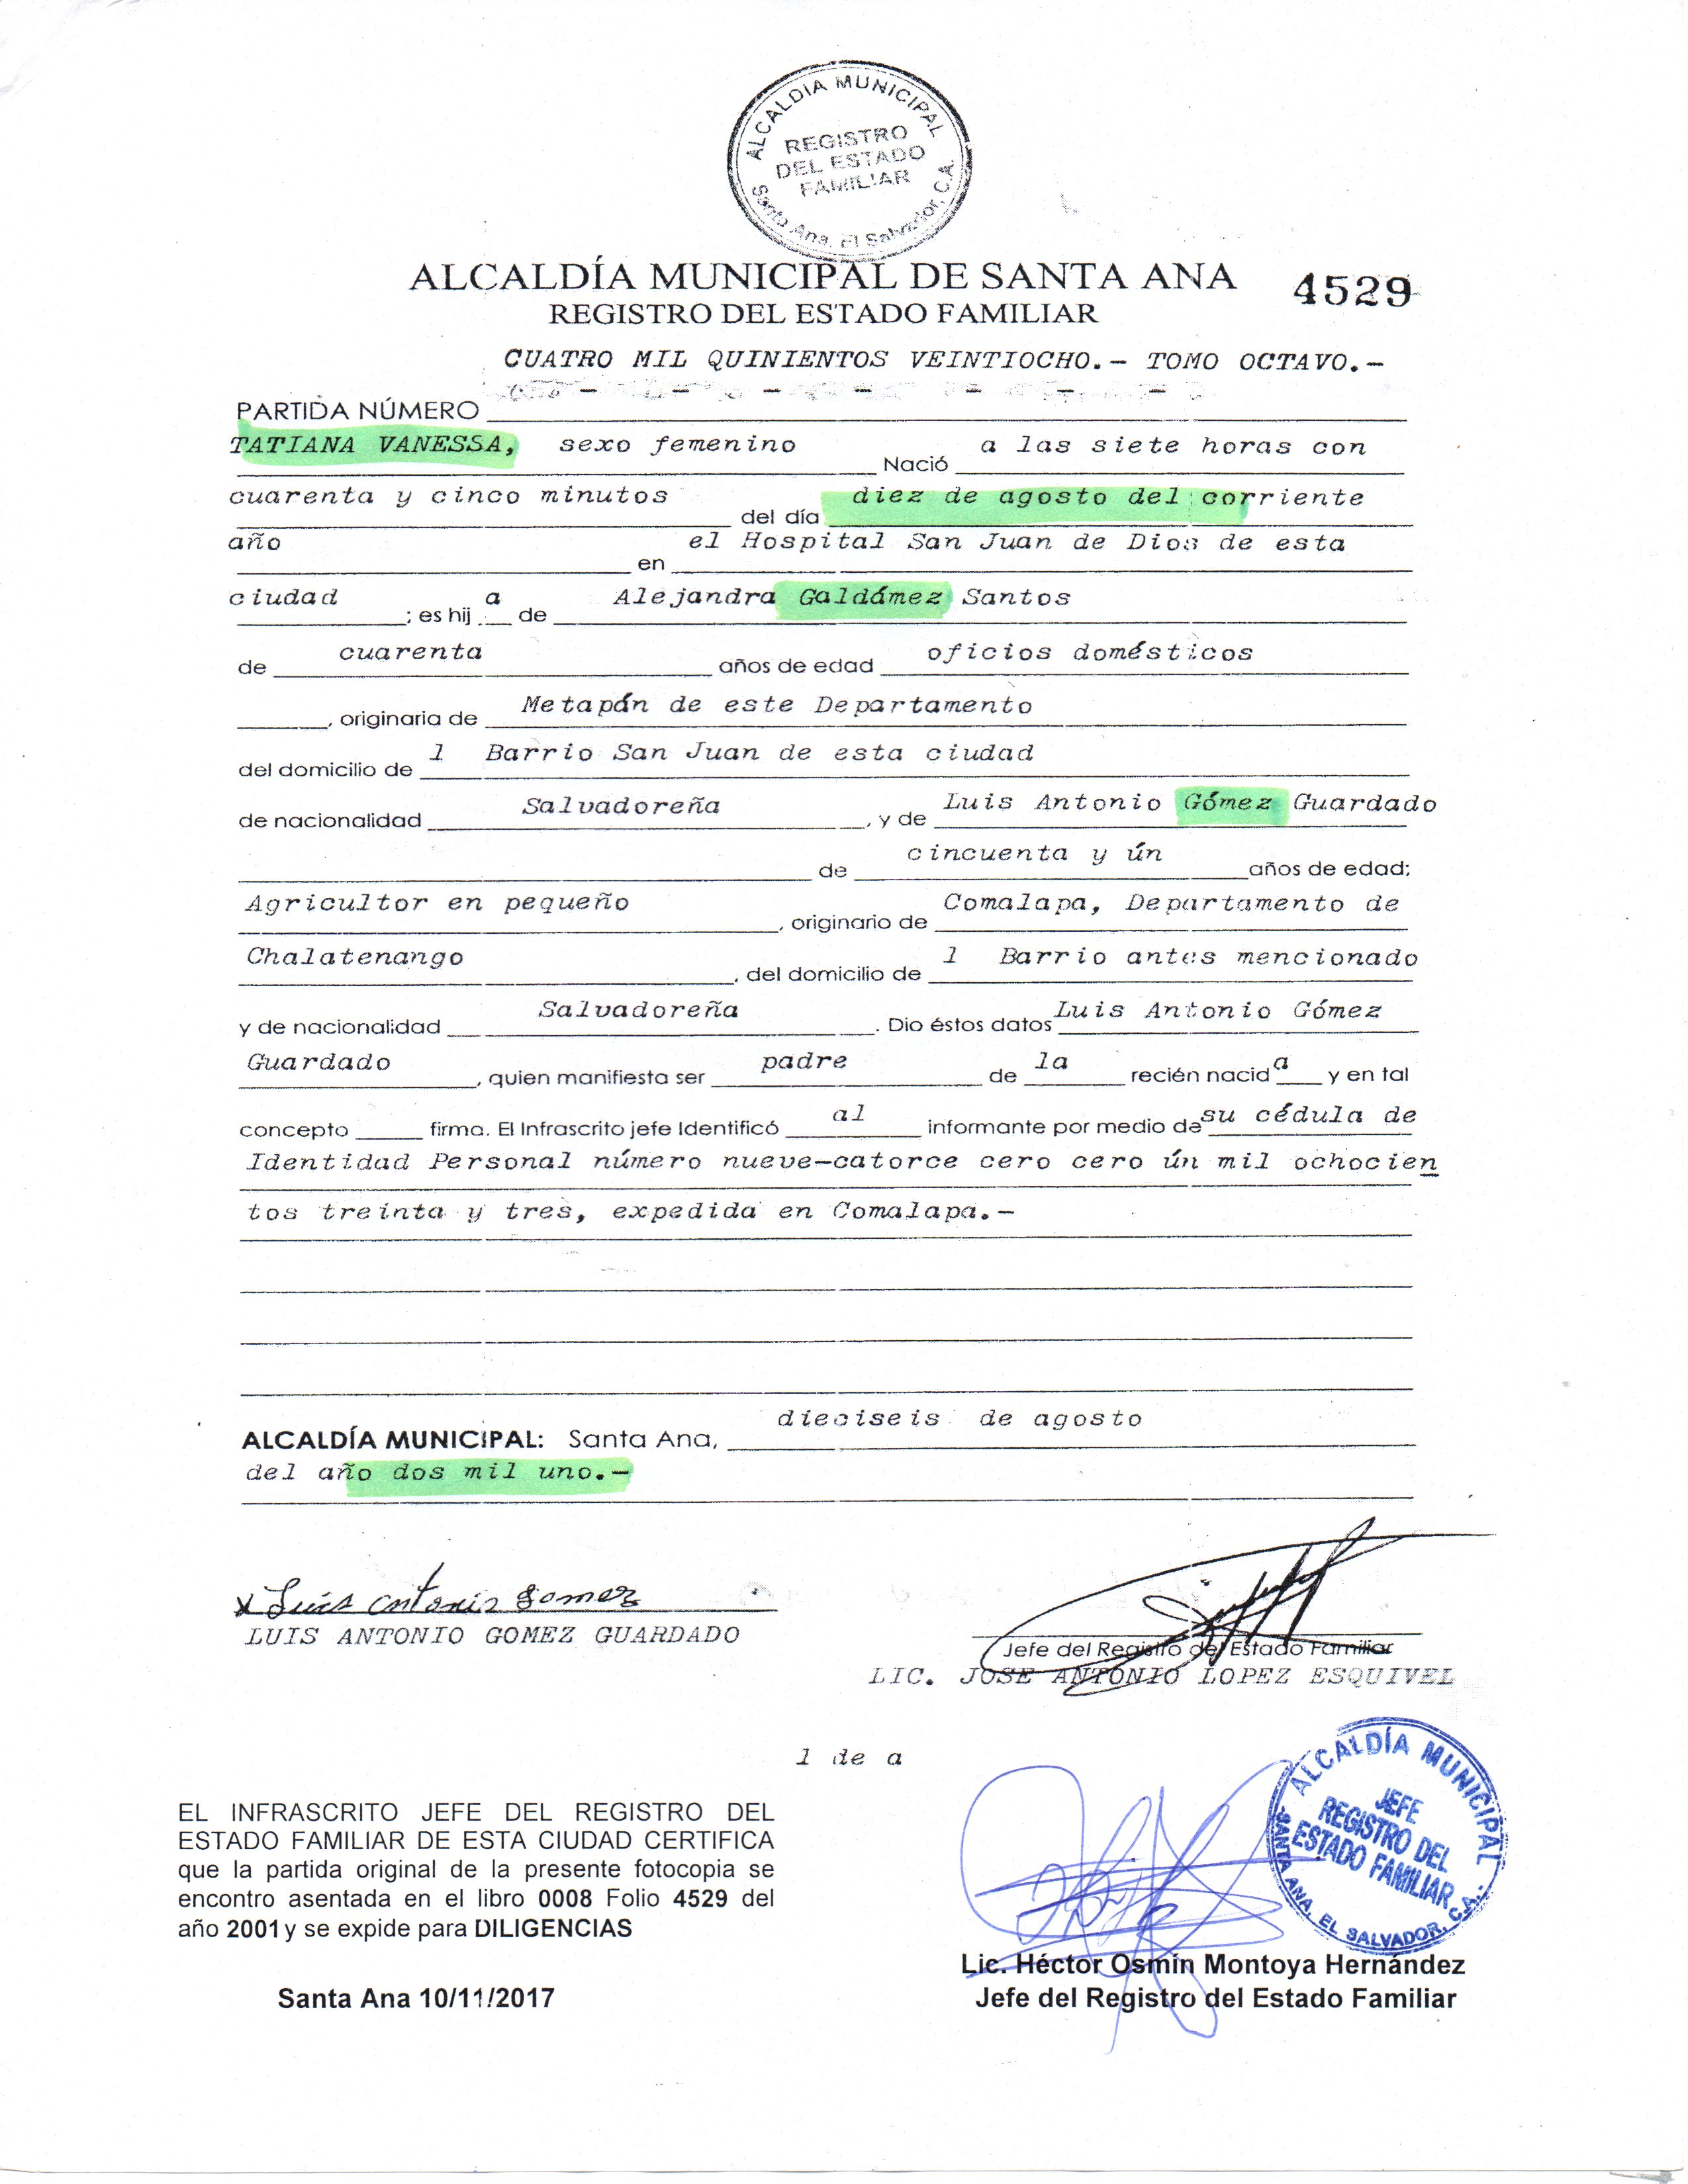 ALCALDIA MUNICIPAL
REGISTRO
DEL ESTADO
FAMILIAR
Santa Ana, El Salvador, C.A.
ALCALDÍA MUNICIPAL DE SANTA ANA 4529
REGISTRO DEL ESTADO FAMILIAR
CUATRO MIL QUINIENTOS VEINTIOCHO.- TOMO OCTAVO.-
PARTIDA NÚMERO
TATIANA VANESSA, sexo femenino Nació a las siete horas con
cuarenta y cinco minutos del día diez de agosto del corriente
año en el Hospital San Juan de Dios de esta
ciudad ; es hij a de Alejandra Galdámez Santos
de cuarenta años de edad oficios domésticos
, originaria de Metapán de este Departamento
del domicilio de l Barrio San Juan de esta ciudad
de nacionalidad Salvadoreña , y de Luis Antonio Gómez Guardado
de cincuenta y ún años de edad;
Agricultor en pequeño , originario de Comalapa, Departamento de
Chalatenango , del domicilio de l Barrio antes mencionado
y de nacionalidad Salvadoreña . Dio éstos datos Luis Antonio Gómez
Guardado , quien manifiesta ser padre de la recién nacid a y en tal
concepto firma. El Infrascrito jefe Identificó al informante por medio de su cédula de
Identidad Personal número nueve-catorce cero cero ún mil ochocien
tos treinta y tres, expedida en Comalapa.-
ALCALDÍA MUNICIPAL: Santa Ana, dieciseis de agosto
del año dos mil uno.-
x Luis Antonio Gomez
LUIS ANTONIO GOMEZ GUARDADO
Jefe del Registro del Estado Familiar
LIC. JOSE ANTONIO LOPEZ ESQUIVEL
l de a
EL INFRASCRITO JEFE DEL REGISTRO DEL
ESTADO FAMILIAR DE ESTA CIUDAD CERTIFICA
que la partida original de la presente fotocopia se
encontro asentada en el libro 0008 Folio 4529 del
año 2001 y se expide para DILIGENCIAS
Santa Ana 10/11/2017
ALCALDÍA MUNICIPAL
JEFE
REGISTRO DEL
ESTADO FAMILIAR
SANTA ANA, EL SALVADOR, C.A.
Lic. Héctor Osmín Montoya Hernández
Jefe del Registro del Estado Familiar